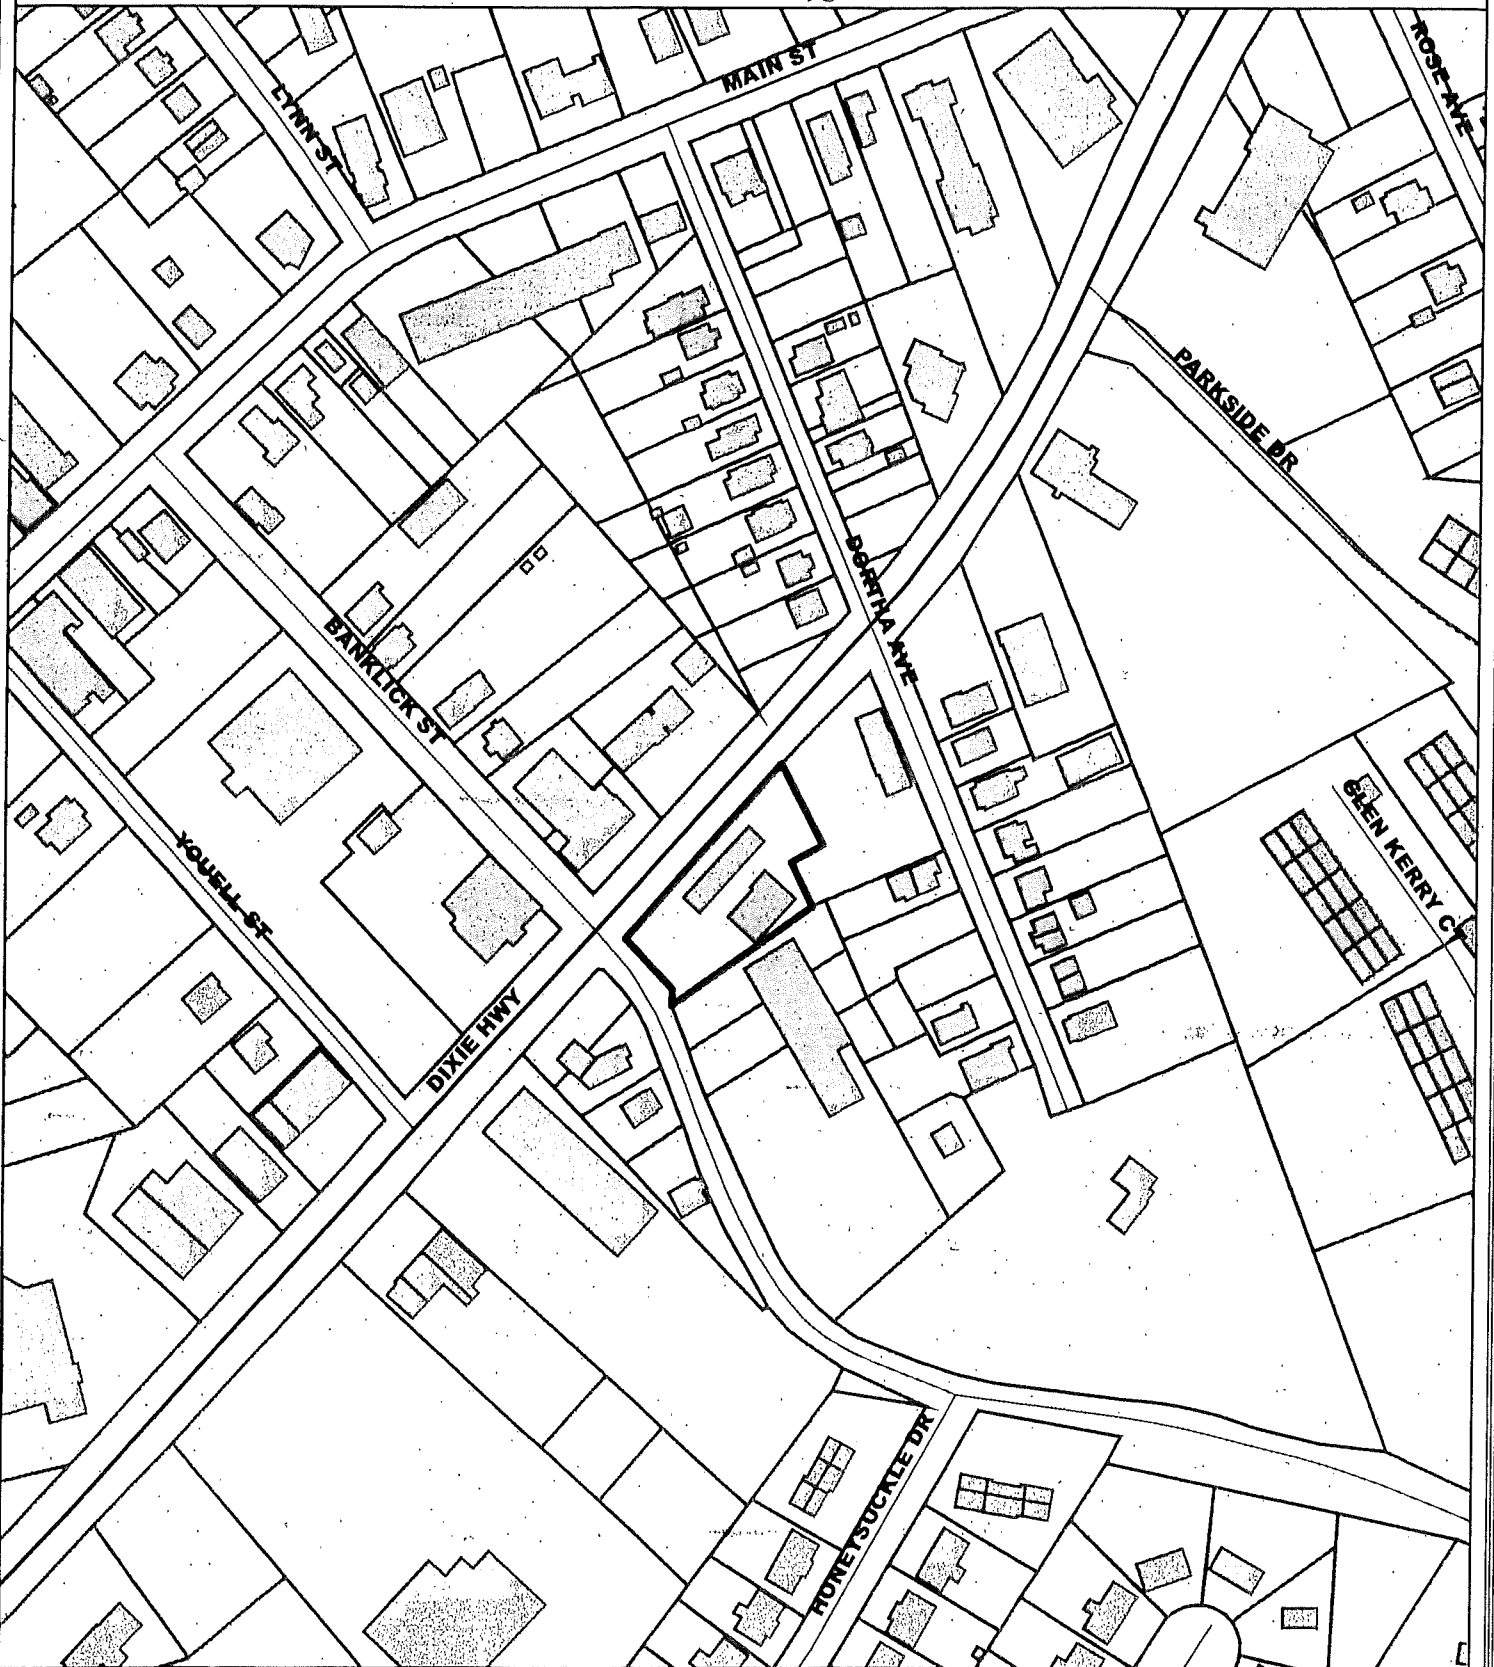 MAIN ST
ROSE AVE
LYNN ST
PARKSIDE DR
DORTHA AVE
BANKLICK ST
GLEN KERRY CT
YOUELL ST
DIXIE HWY
HONEYSUCKLE DR